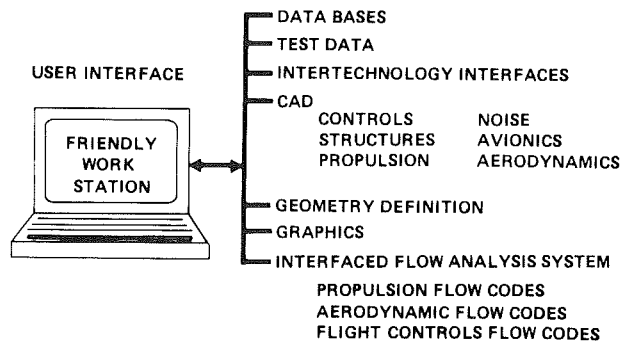 USER INTERFACE
FRIENDLY
WORK
STATION
DATA BASES
TEST DATA
INTERTECHNOLOGY INTERFACES
CAD
CONTROLS NOISE
STRUCTURES AVIONICS
PROPULSION AERODYNAMICS
GEOMETRY DEFINITION
GRAPHICS
INTERFACED FLOW ANALYSIS SYSTEM
PROPULSION FLOW CODES
AERODYNAMIC FLOW CODES
FLIGHT CONTROLS FLOW CODES